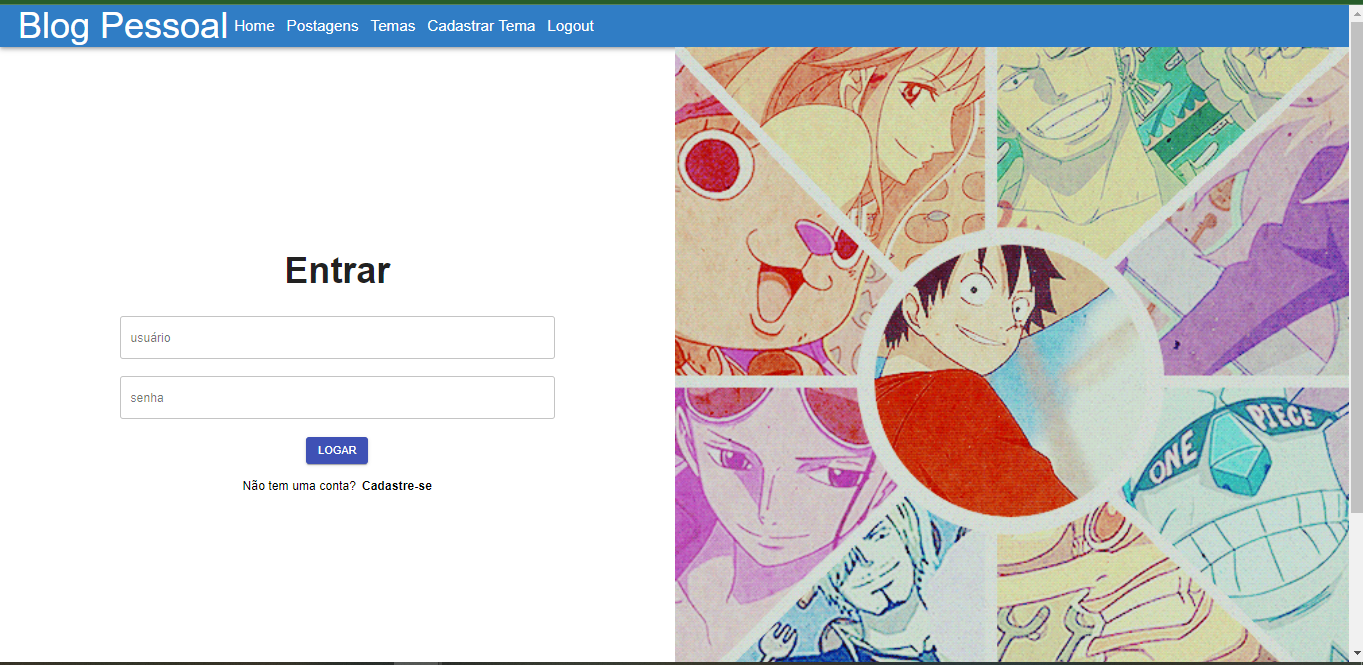 Blog Pessoal Home Postagens Temas Cadastrar Tema Logout
Entrar
usuário
senha
LOGAR
Não tem uma conta? Cadastre-se
ONE PIECE